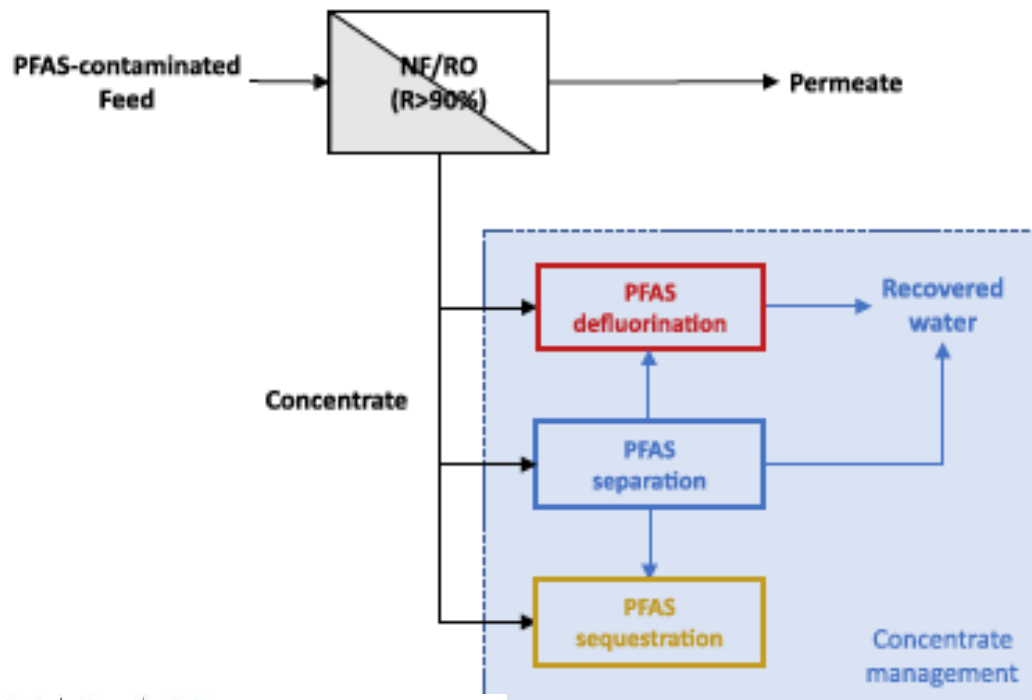 PFAS-contaminated
Feed
NF/RO
(R>90%)
Permeate
PFAS
defluorination
Recovered
water
Concentrate
PFAS
separation
PFAS
sequestration
Concentrate
management